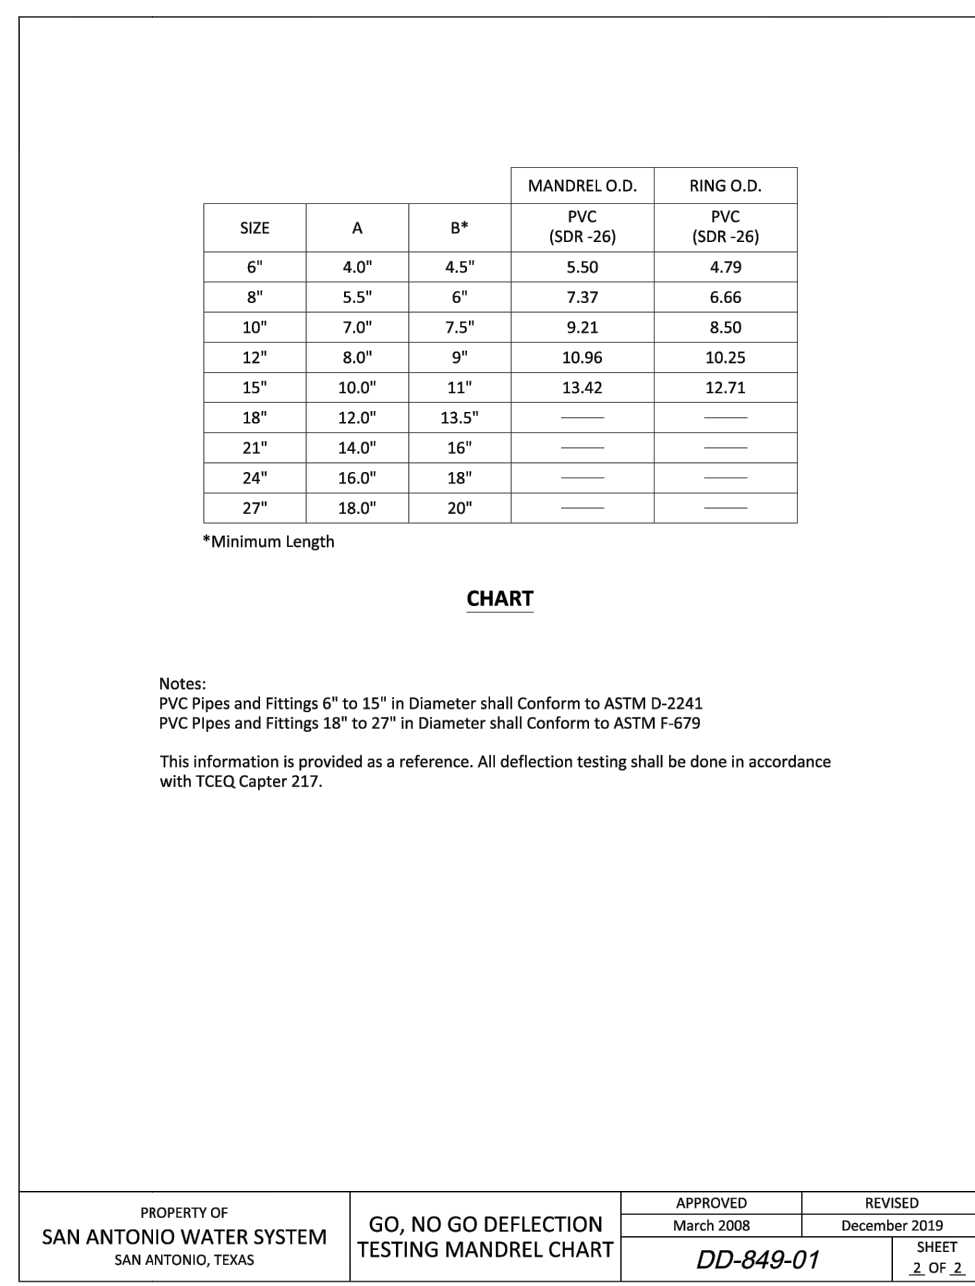 MANDREL O.D. RING O.D.
SIZE A B* PVC (SDR -26) PVC (SDR -26)
6" 4.0" 4.5" 5.50 4.79
8" 5.5" 6" 7.37 6.66
10" 7.0" 7.5" 9.21 8.50
12" 8.0" 9" 10.96 10.25
15" 10.0" 11" 13.42 12.71
18" 12.0" 13.5" —— ——
21" 14.0" 16" —— ——
24" 16.0" 18" —— ——
27" 18.0" 20" —— ——
*Minimum Length
CHART
Notes:
PVC Pipes and Fittings 6" to 15" in Diameter shall Conform to ASTM D-2241
PVC PIpes and Fittings 18" to 27" in Diameter shall Conform to ASTM F-679
This information is provided as a reference. All deflection testing shall be done in accordance
with TCEQ Capter 217.
PROPERTY OF
SAN ANTONIO WATER SYSTEM
SAN ANTONIO, TEXAS
GO, NO GO DEFLECTION
TESTING MANDREL CHART
APPROVED
March 2008
REVISED
December 2019
DD-849-01
SHEET
2 OF 2